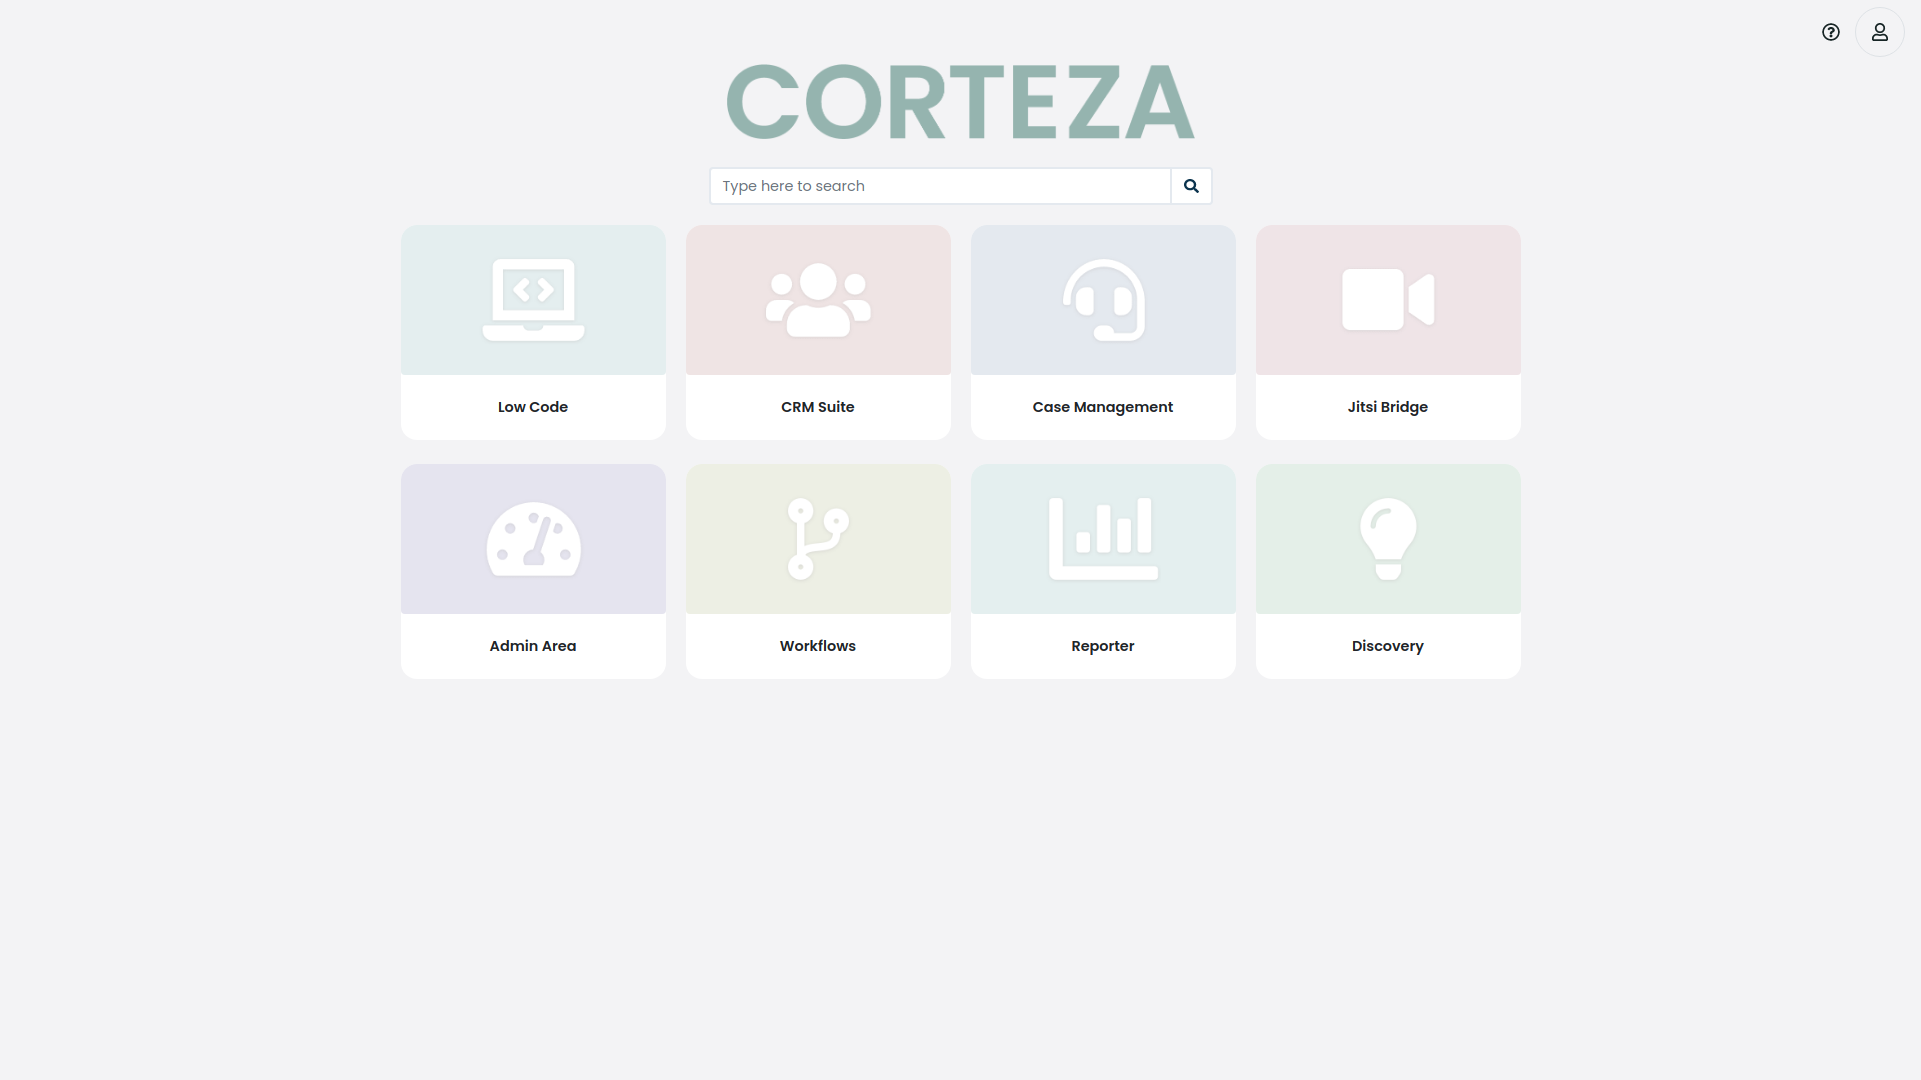 CORTEZA
Type here to search
Low Code
CRM Suite
Case Management
Jitsi Bridge
Admin Area
Workflows
Reporter
Discovery